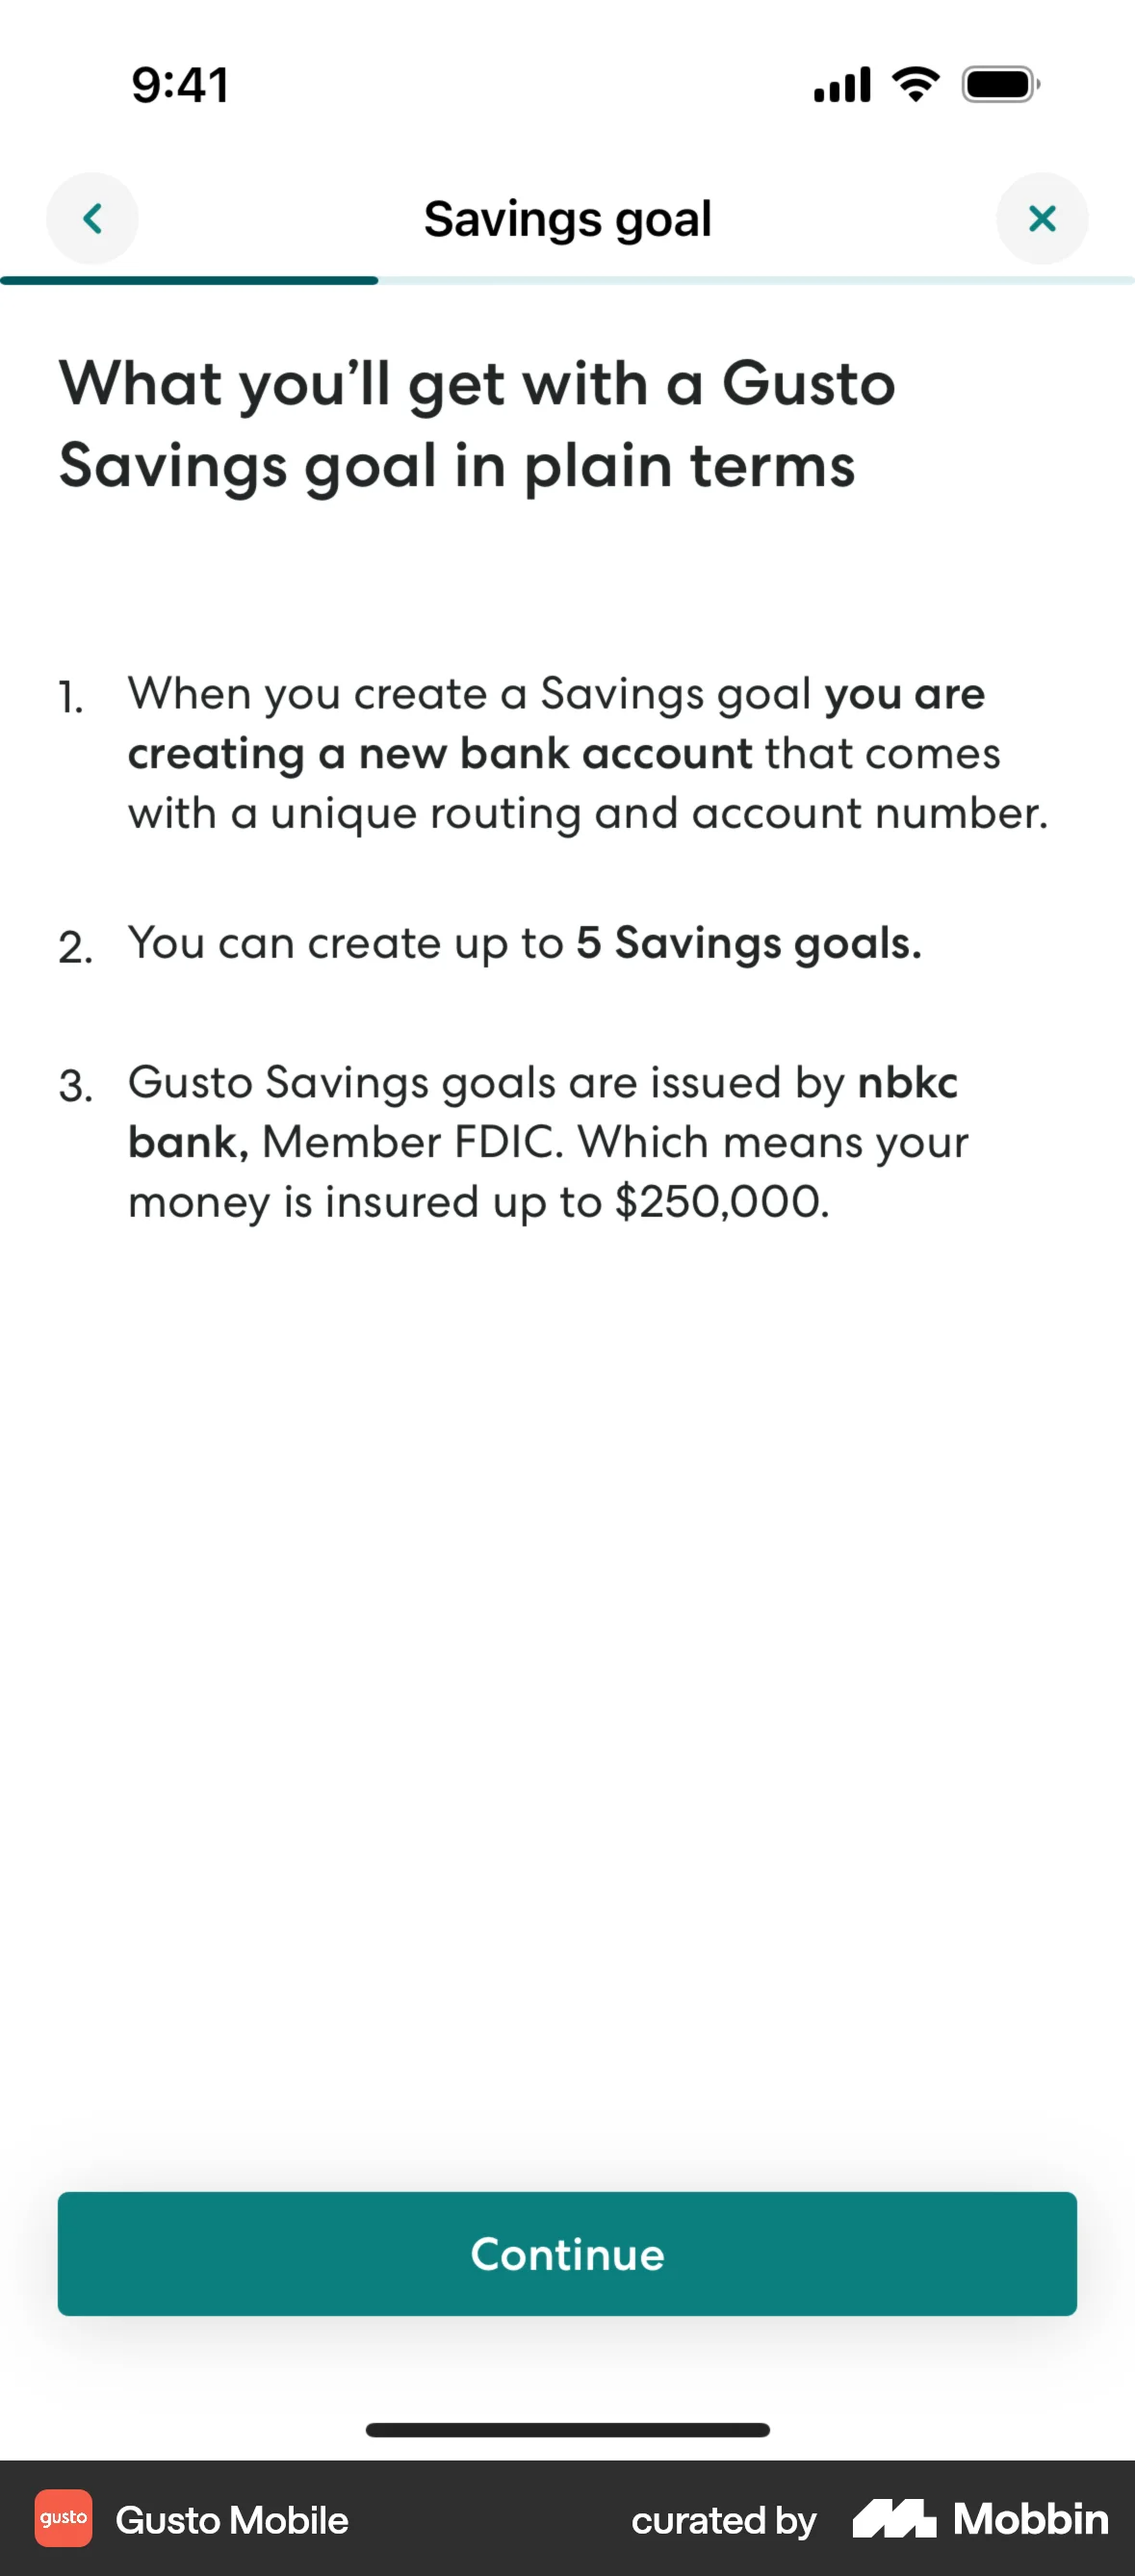 9:41
Savings goal
What you’ll get with a Gusto
Savings goal in plain terms
1. When you create a Savings goal you are
creating a new bank account that comes
with a unique routing and account number.
2. You can create up to 5 Savings goals.
3. Gusto Savings goals are issued by nbkc
bank, Member FDIC. Which means your
money is insured up to $250,000.
Continue
gusto Gusto Mobile curated by Mobbin